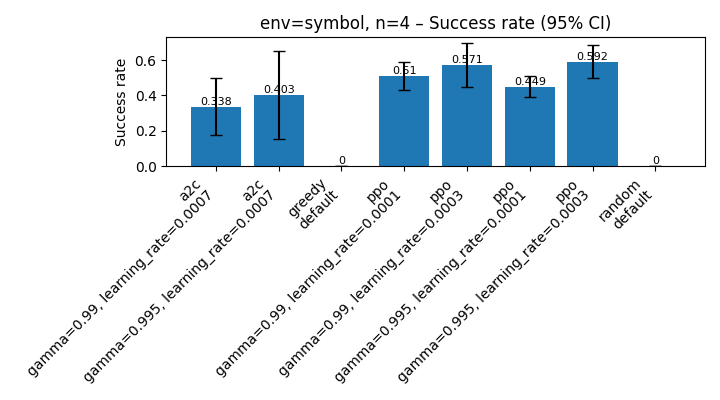 env=symbol, n=4 – Success rate (95% CI)
Success rate
0.6
0.4
0.2
0.0
0.338
0.403
0
0.51
0.571
0.449
0.592
0
a2c
gamma=0.99, learning_rate=0.0007
a2c
gamma=0.995, learning_rate=0.0007
greedy
default
ppo
gamma=0.99, learning_rate=0.0001
ppo
gamma=0.99, learning_rate=0.0003
ppo
gamma=0.995, learning_rate=0.0001
ppo
gamma=0.995, learning_rate=0.0003
random
default